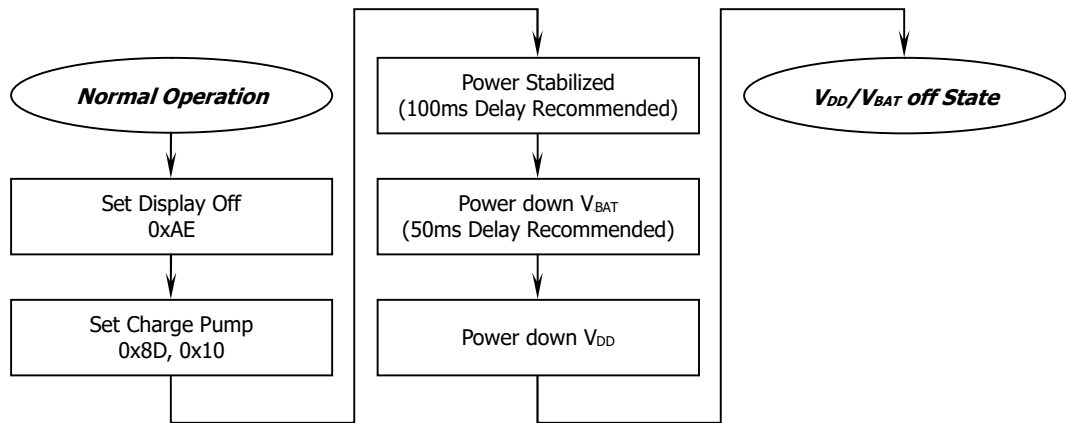 Normal Operation
Set Display Off
0xAE
Set Charge Pump
0x8D, 0x10
Power Stabilized
(100ms Delay Recommended)
Power down VBAT
(50ms Delay Recommended)
Power down VDD
VDD/VBAT off State